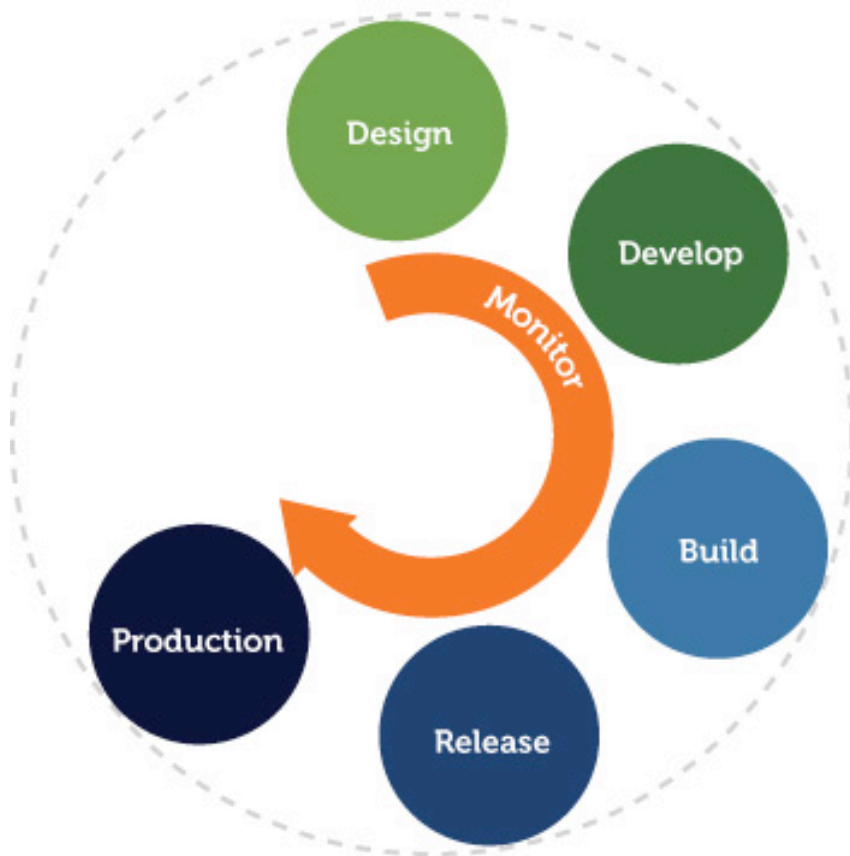 Design
Develop
Monitor
Build
Release
Production